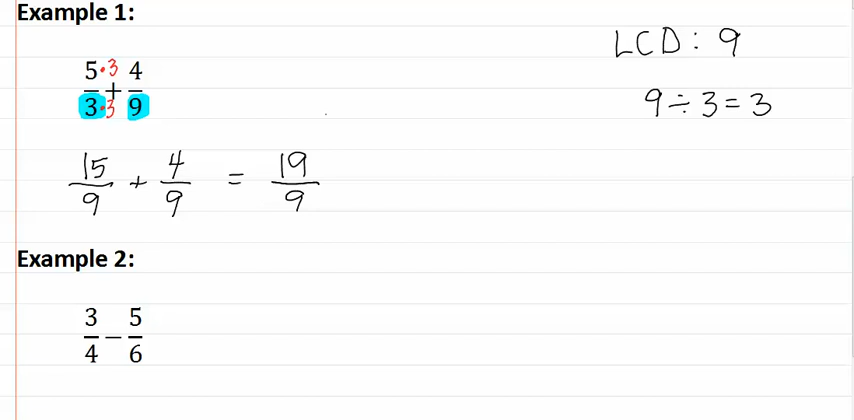 Example 1:
LCD: 9
5·3/3·3 + 4/9
9 ÷ 3 = 3
15/9 + 4/9 = 19/9
Example 2:
3/4 − 5/6